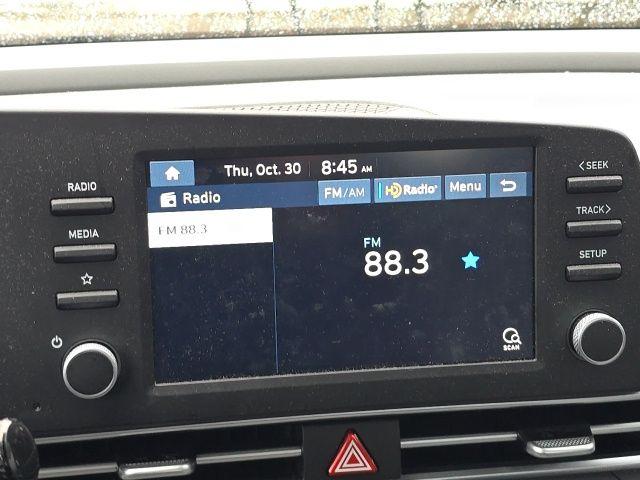 Thu, Oct. 30 8:45 AM
Radio FM/AM HD Radio Menu
FM 88.3
FM
88.3
SCAN
RADIO
MEDIA
<SEEK
TRACK>
SETUP